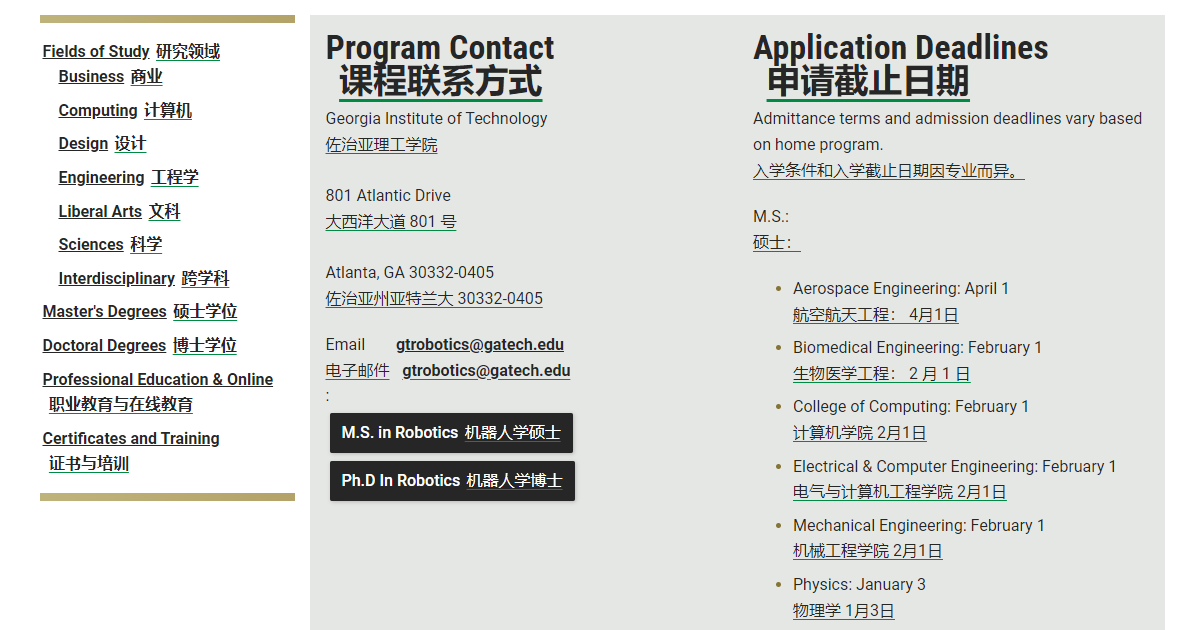 Fields of Study 研究领域
Business 商业
Computing 计算机
Design 设计
Engineering 工程学
Liberal Arts 文科
Sciences 科学
Interdisciplinary 跨学科
Master's Degrees 硕士学位
Doctoral Degrees 博士学位
Professional Education & Online
职业教育与在线教育
Certificates and Training
证书与培训
Program Contact
课程联系方式
Georgia Institute of Technology
佐治亚理工学院
801 Atlantic Drive
大西洋大道 801 号
Atlanta, GA 30332-0405
佐治亚州亚特兰大 30332-0405
Email gtrobotics@gatech.edu
电子邮件 gtrobotics@gatech.edu
:
M.S. in Robotics 机器人学硕士
Ph.D In Robotics 机器人学博士
Application Deadlines
申请截止日期
Admittance terms and admission deadlines vary based
on home program.
入学条件和入学截止日期因专业而异。
M.S.:
硕士：
Aerospace Engineering: April 1
航空航天工程： 4月1日
Biomedical Engineering: February 1
生物医学工程： 2 月 1 日
College of Computing: February 1
计算机学院 2月1日
Electrical & Computer Engineering: February 1
电气与计算机工程学院 2月1日
Mechanical Engineering: February 1
机械工程学院 2月1日
Physics: January 3
物理学 1月3日